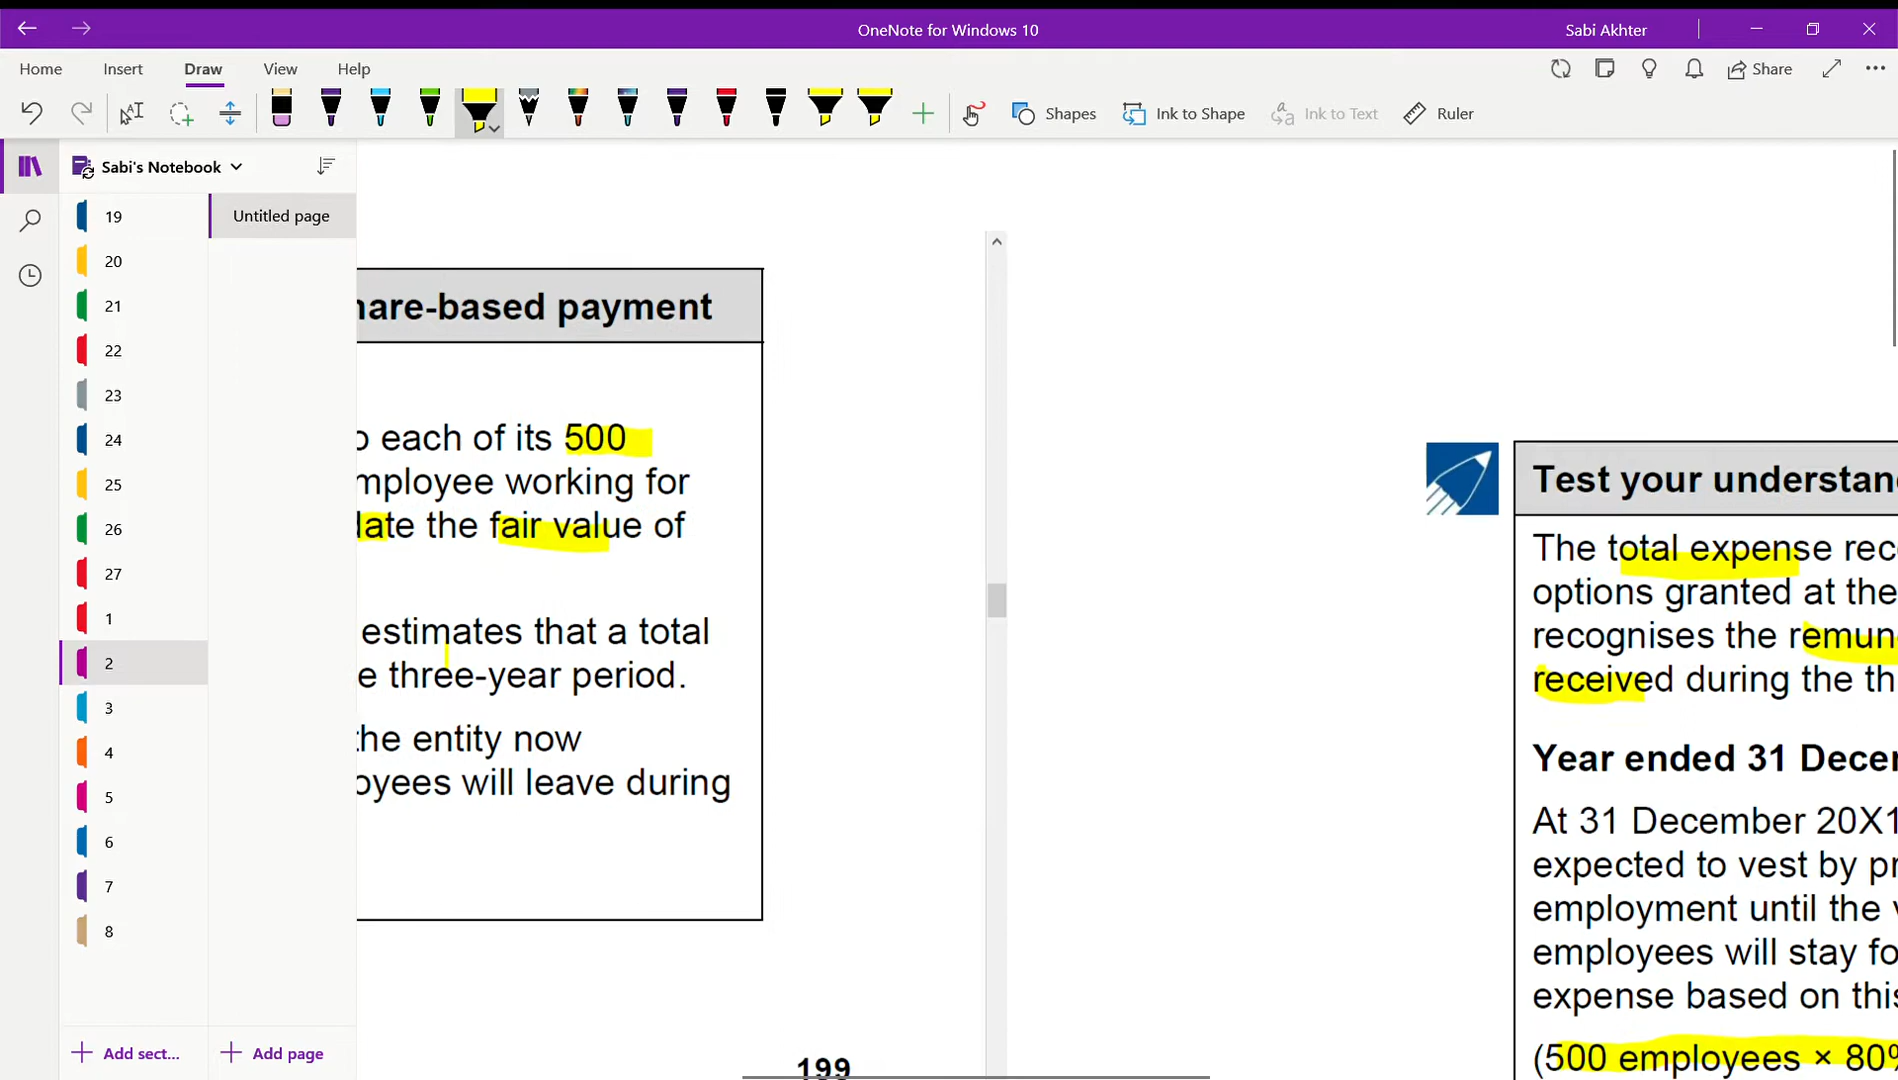 OneNote for Windows 10
Sabi Akhter
Home
Insert
Draw
View
Help
Share
Shapes
Ink to Shape
Ink to Text
Ruler
Sabi's Notebook
19
20
21
22
23
24
25
26
27
1
2
3
4
5
6
7
8
Add sect...
Untitled page
Add page
hare-based payment
o each of its 500
mployee working for
date the fair value of
estimates that a total
e three-year period.
the entity now
oyees will leave during
199
Test your understan
The total expense rec
options granted at the
recognises the remun
received during the th
Year ended 31 Decem
At 31 December 20X1
expected to vest by pr
employment until the v
employees will stay fo
expense based on this
(500 employees × 80%